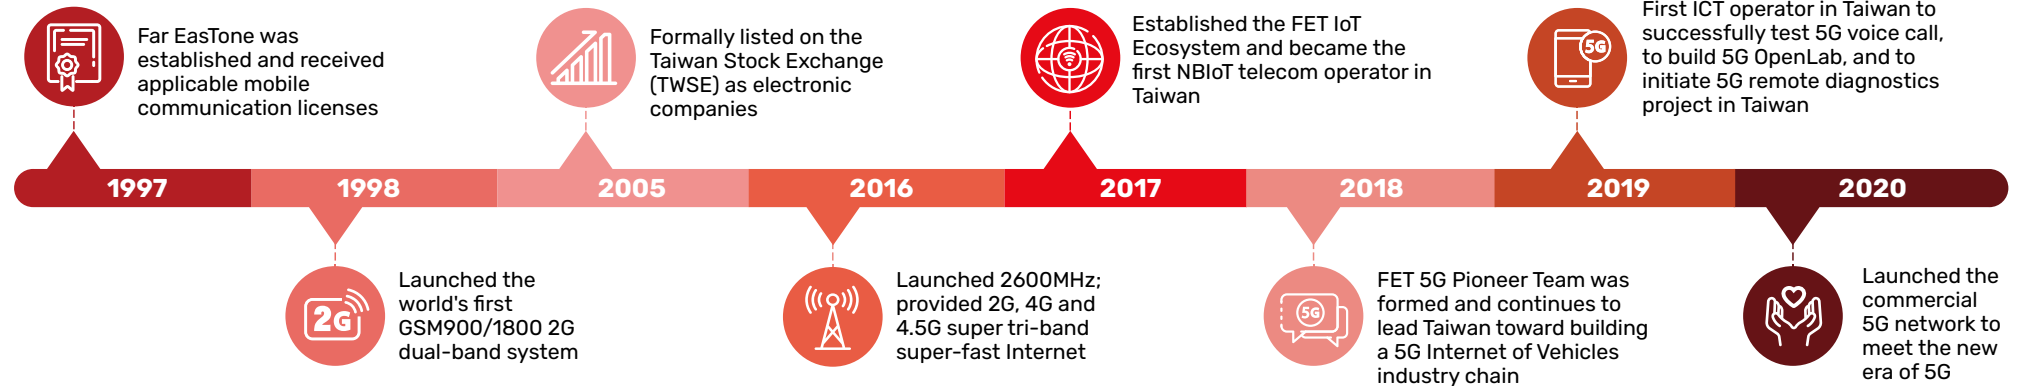 Far EasTone was
established and received
applicable mobile
communication licenses
Formally listed on the
Taiwan Stock Exchange
(TWSE) as electronic
companies
Established the FET IoT
Ecosystem and became the
first NBIoT telecom operator in
Taiwan
First ICT operator in Taiwan to
successfully test 5G voice call,
to build 5G OpenLab, and to
initiate 5G remote diagnostics
project in Taiwan
5G
1997
1998
2005
2016
2017
2018
2019
2020
2G
Launched the
world's first
GSM900/1800 2G
dual-band system
Launched 2600MHz;
provided 2G, 4G and
4.5G super tri-band
super-fast Internet
5G
FET 5G Pioneer Team was
formed and continues to
lead Taiwan toward building
a 5G Internet of Vehicles
industry chain
Launched the
commercial
5G network to
meet the new
era of 5G